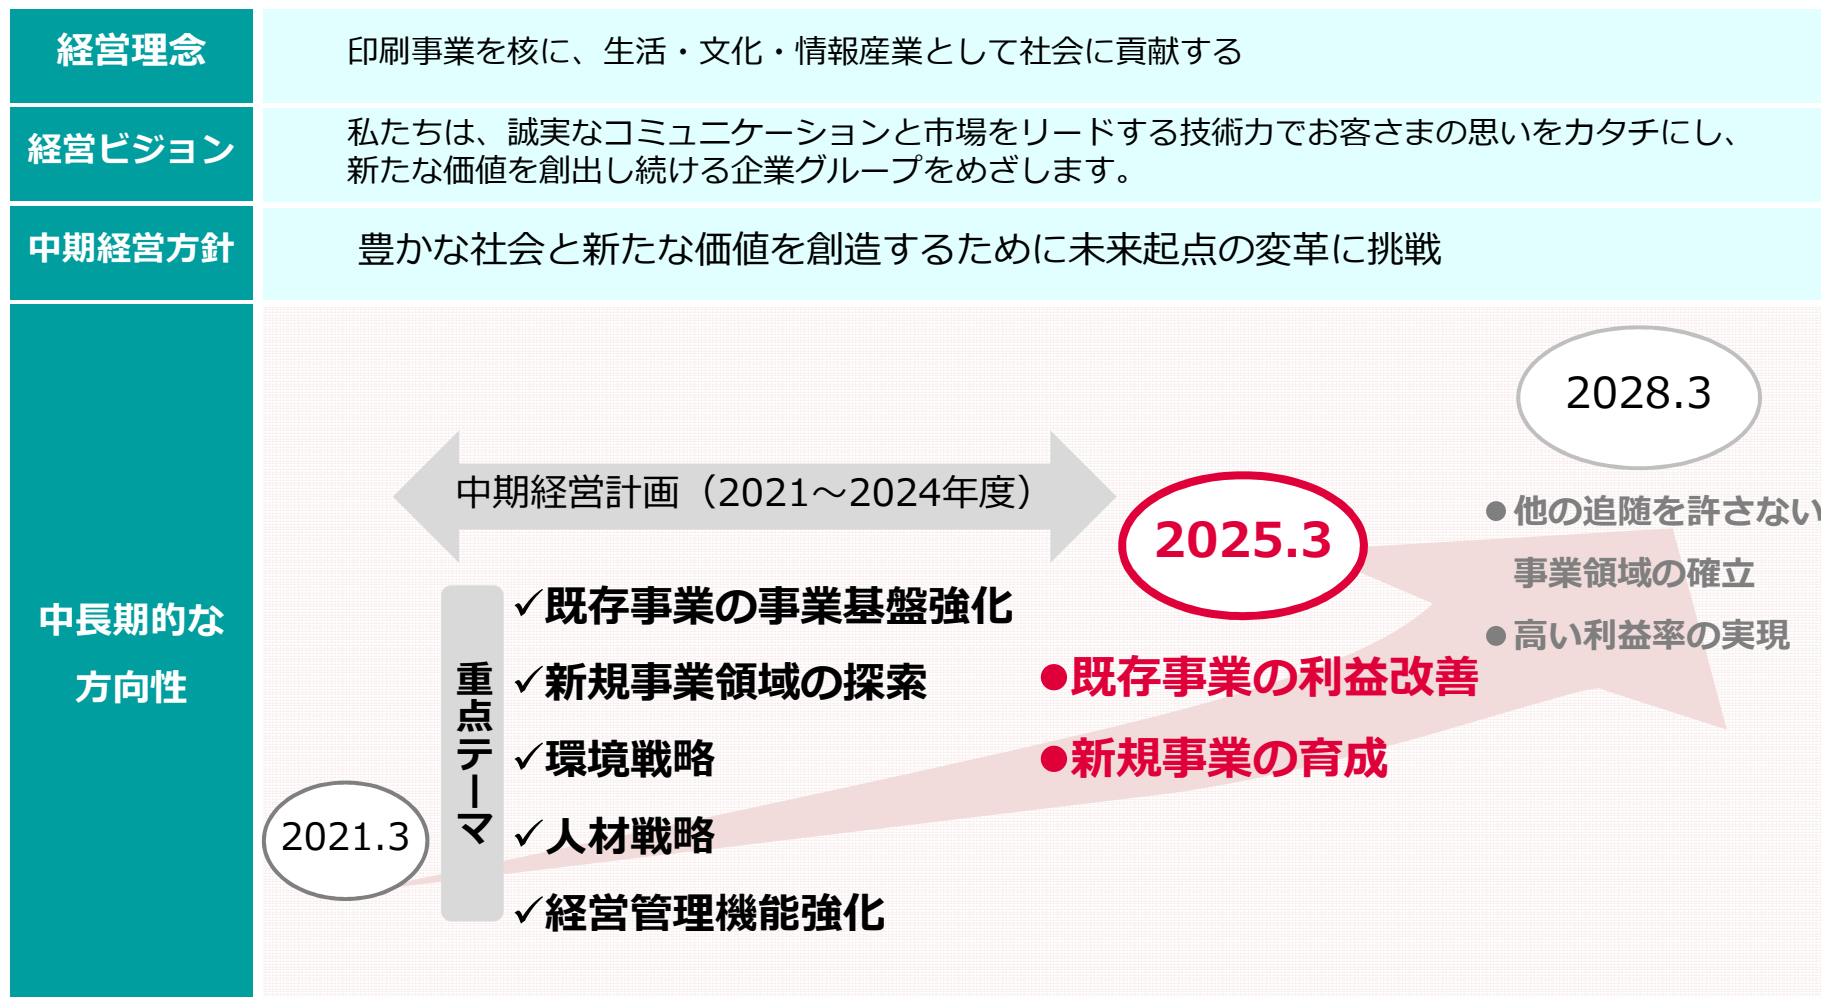 経営理念
印刷事業を核に、生活・文化・情報産業として社会に貢献する
経営ビジョン
私たちは、誠実なコミュニケーションと市場をリードする技術力でお客さまの思いをカタチにし、
新たな価値を創出し続ける企業グループをめざします。
中期経営方針
豊かな社会と新たな価値を創造するために未来起点の変革に挑戦
中長期的な
方向性
2021.3
中期経営計画（2021～2024年度）
重点テーマ
✓既存事業の事業基盤強化
✓新規事業領域の探索
✓環境戦略
✓人材戦略
✓経営管理機能強化
2025.3
●既存事業の利益改善
●新規事業の育成
2028.3
●他の追随を許さない
事業領域の確立
●高い利益率の実現